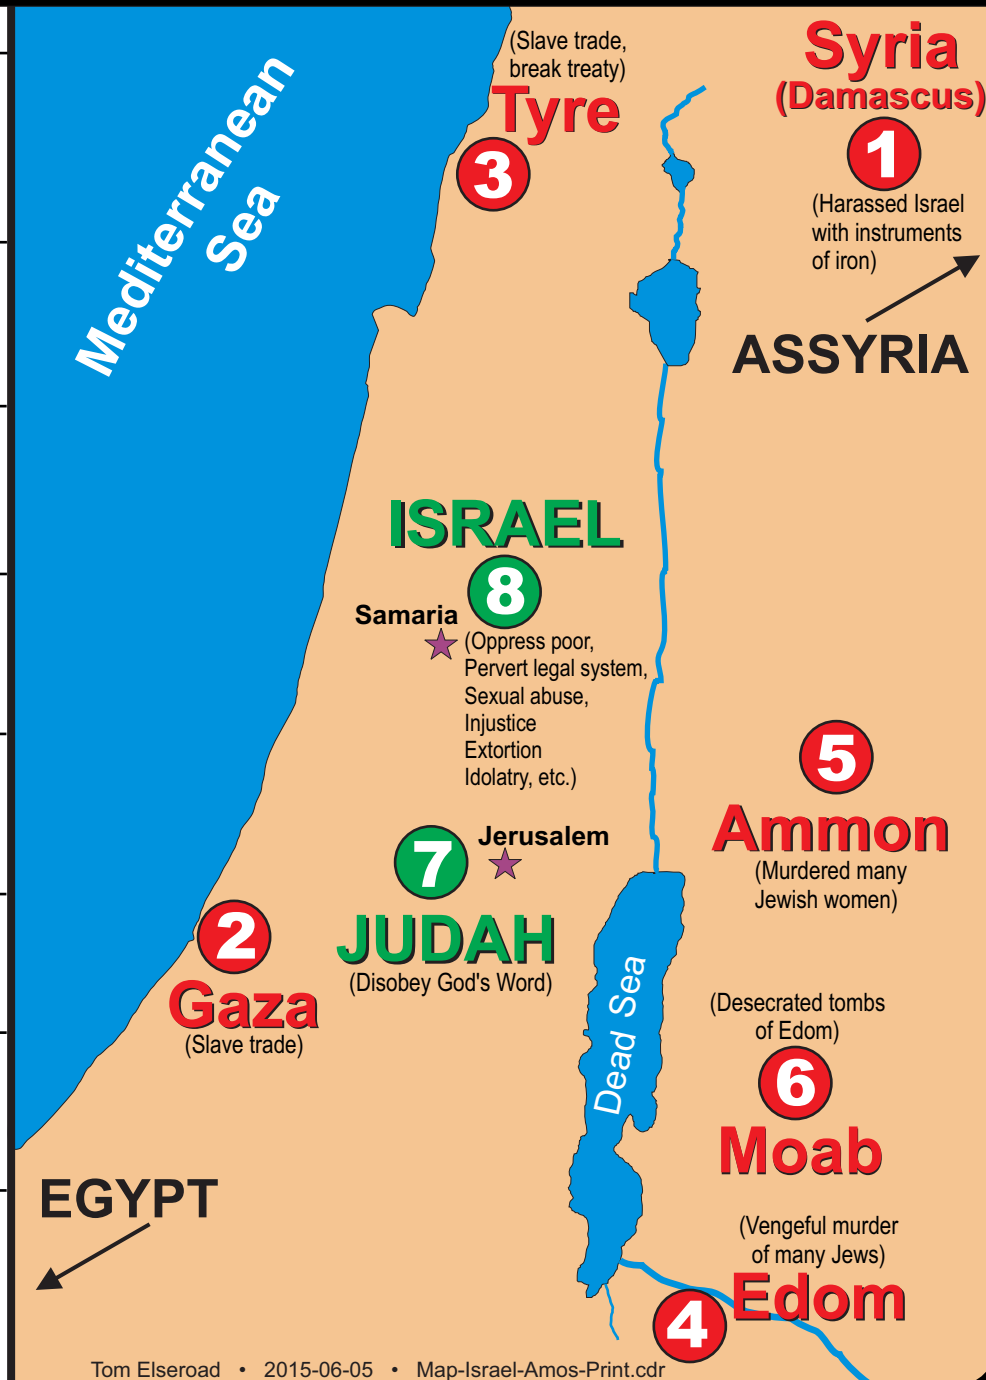 (Slave trade,
break treaty)
Tyre
3
Syria
(Damascus)
1
(Harassed Israel
with instruments
of iron)
Mediterranean
Sea
ASSYRIA
ISRAEL
8
Samaria
(Oppress poor,
Pervert legal system,
Sexual abuse,
Injustice
Extortion
Idolatry, etc.)
5
Ammon
(Murdered many
Jewish women)
7
Jerusalem
JUDAH
(Disobey God's Word)
2
Gaza
(Slave trade)
Dead Sea
(Desecrated tombs
of Edom)
6
Moab
EGYPT
(Vengeful murder
of many Jews)
Edom
4
Tom Elseroad • 2015-06-05 • Map-Israel-Amos-Print.cdr